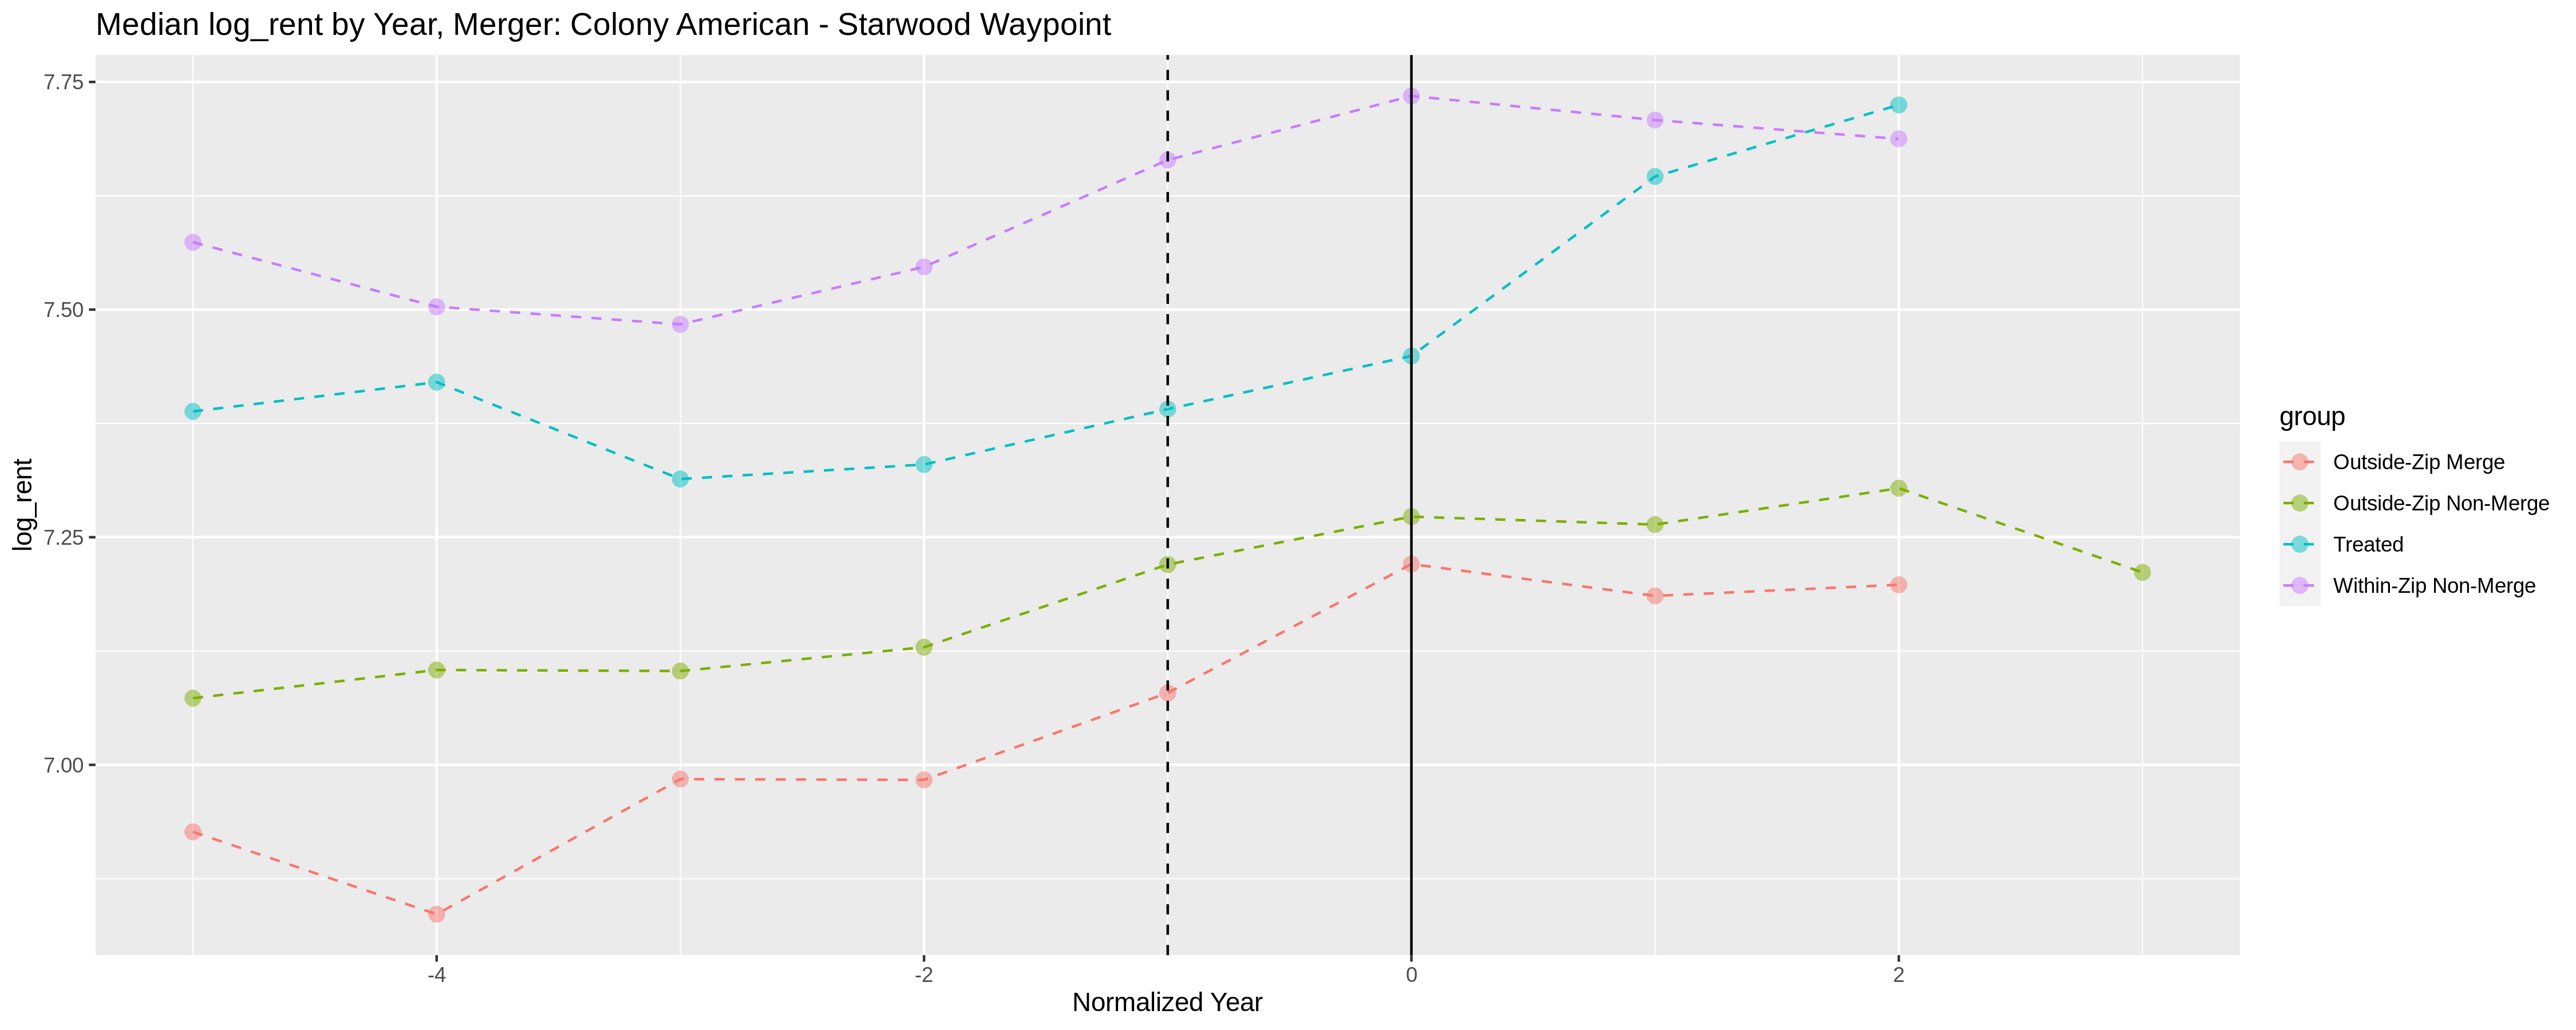 Median log_rent by Year, Merger: Colony American - Starwood Waypoint
7.75
7.50
7.25
7.00
log_rent
-4
-2
0
2
Normalized Year
group
Outside-Zip Merge
Outside-Zip Non-Merge
Treated
Within-Zip Non-Merge